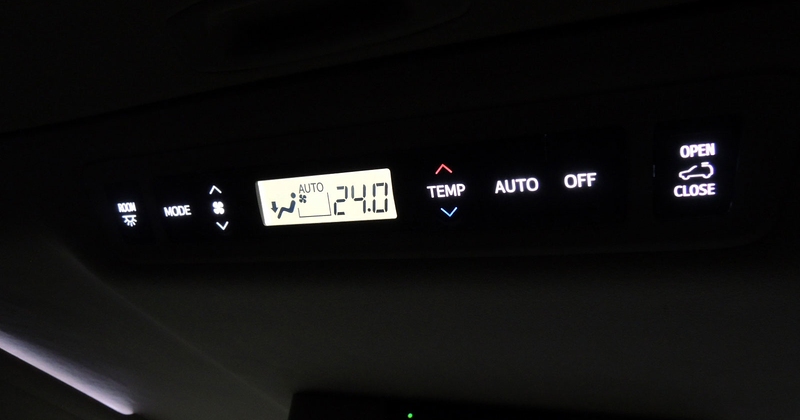 ROOM
MODE
AUTO
24.0
TEMP
AUTO
OFF
OPEN
CLOSE